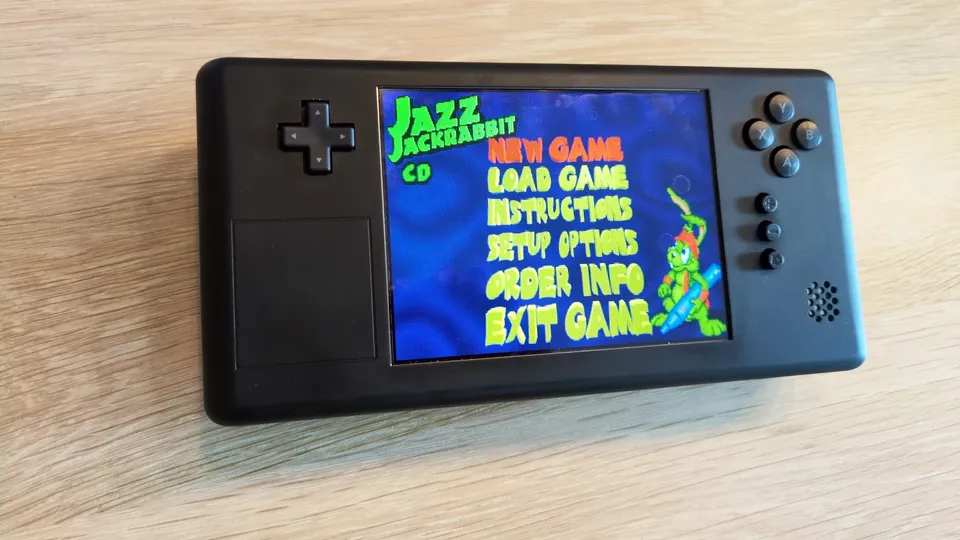 JAZZ
JACKRABBIT
CD
NEW GAME
LOAD GAME
INSTRUCTIONS
SETUP OPTIONS
ORDER INFO
EXIT GAME
Y
X
B
A